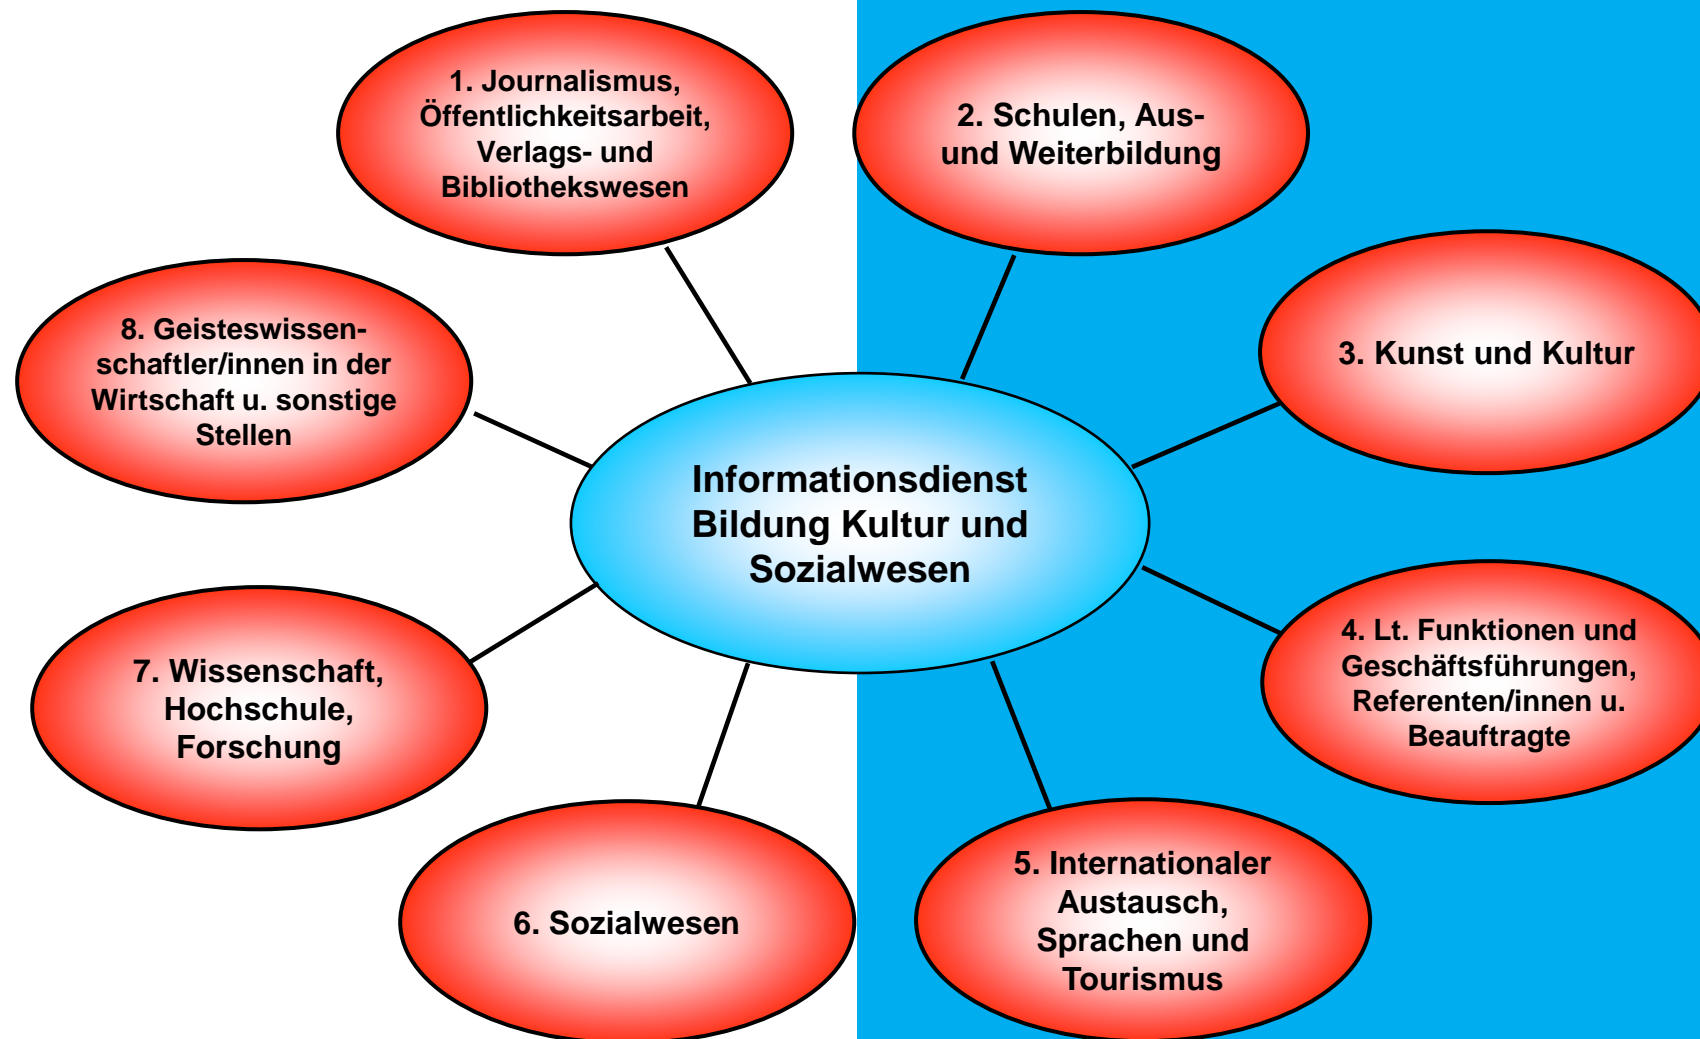 1. Journalismus,
Öffentlichkeitsarbeit,
Verlags- und
Bibliothekswesen
2. Schulen, Aus-
und Weiterbildung
3. Kunst und Kultur
4. Lt. Funktionen und
Geschäftsführungen,
Referenten/innen u.
Beauftragte
5. Internationaler
Austausch,
Sprachen und
Tourismus
6. Sozialwesen
7. Wissenschaft,
Hochschule,
Forschung
8. Geisteswissen-
schaftler/innen in der
Wirtschaft u. sonstige
Stellen
Informationsdienst
Bildung Kultur und
Sozialwesen